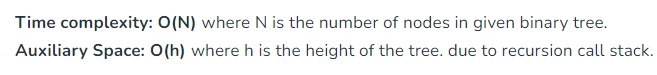 Time complexity: O(N) where N is the number of nodes in given binary tree.
Auxiliary Space: O(h) where h is the height of the tree. due to recursion call stack.